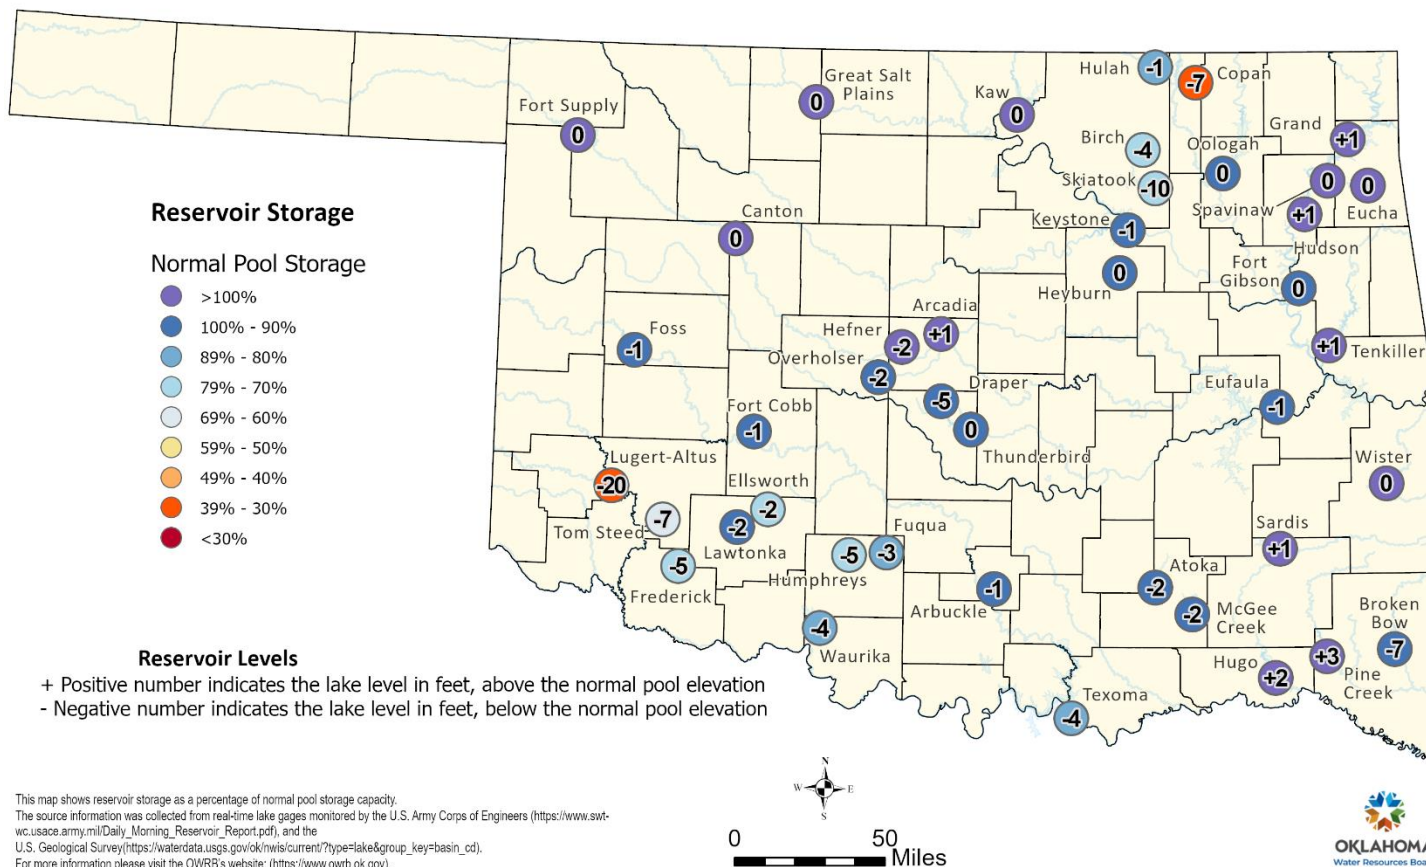 Hulah
-1
-7
Copan
Great Salt
Plains
0
Kaw
0
Fort Supply
0
Grand
+1
Birch
-4
Oologah
0
Skiatook
-10
0
0
Spavinaw
Eucha
+1
Hudson
Reservoir Storage
Normal Pool Storage
>100%
100% - 90%
89% - 80%
79% - 70%
69% - 60%
59% - 50%
49% - 40%
39% - 30%
<30%
Canton
0
Keystone
-1
Heyburn
0
Fort
Gibson
0
Arcadia
+1
Hefner
-2
Overholser
-2
Foss
-1
+1
Tenkiller
Draper
-5
0
Thunderbird
Eufaula
-1
Fort Cobb
-1
Lugert-Altus
-20
Ellsworth
-2
Wister
0
Tom Steed
-7
-2
Lawtonka
Fuqua
-5
-3
Humphreys
Sardis
+1
-5
Frederick
Arbuckle
-1
Atoka
-2
-2
McGee
Creek
Broken
Bow
-7
-4
Waurika
Hugo
+2
+3
Pine
Creek
Texoma
-4
Reservoir Levels
+ Positive number indicates the lake level in feet, above the normal pool elevation
- Negative number indicates the lake level in feet, below the normal pool elevation
N
W
E
S
This map shows reservoir storage as a percentage of normal pool storage capacity.
The source information was collected from real-time lake gages monitored by the U.S. Army Corps of Engineers (https://www.swt-
wc.usace.army.mil/Daily_Morning_Reservoir_Report.pdf), and the
U.S. Geological Survey(https://waterdata.usgs.gov/ok/nwis/current/?type=lake&group_key=basin_cd).
For more information please visit the OWRB's website: (https://www.owrb.ok.gov)
0
50
Miles
OKLAHOMA
Water Resources Boa